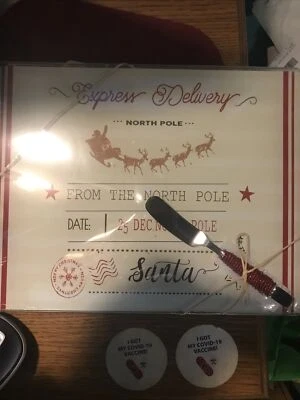 Express Delivery
NORTH POLE
FROM THE NORTH POLE
DATE: 25 DEC NORTH POLE
Santa
I GOT
MY COVID-19
VACCINE!
I GOT
MY COVID-19
VACCINE!